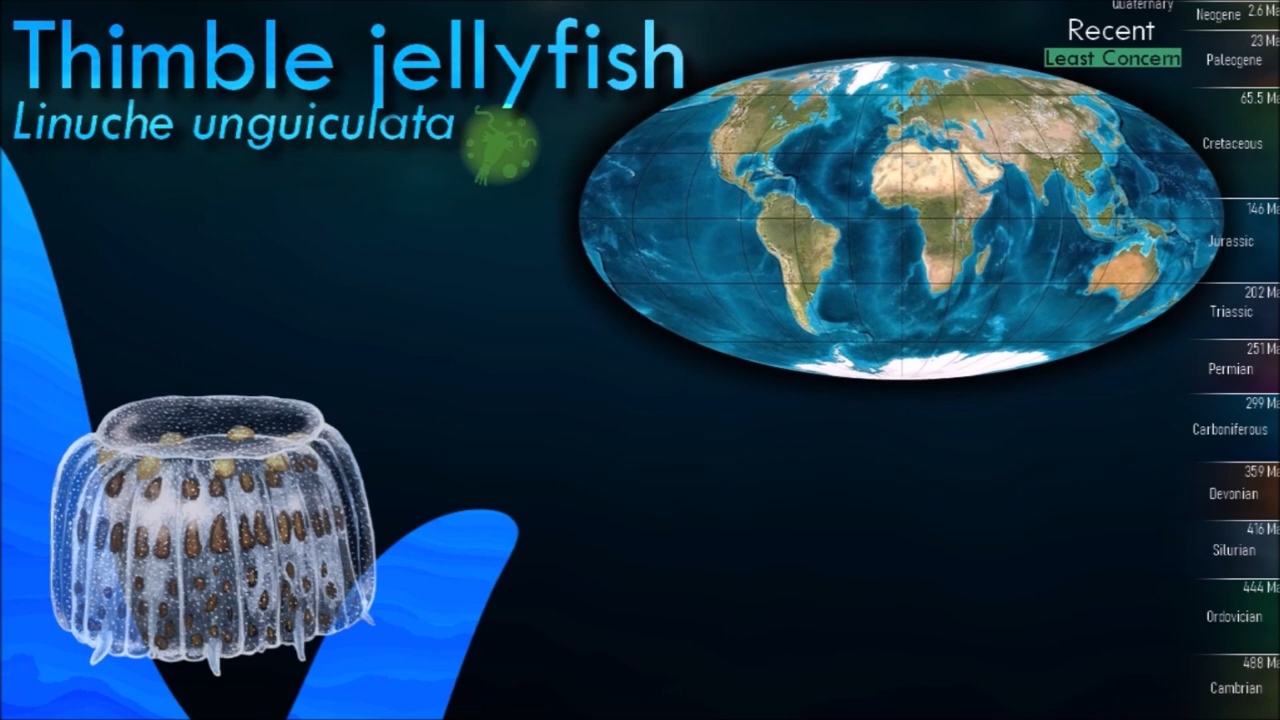 Thimble jellyfish
Linuche unguiculata
Recent
Least Concern
Quaternary
2.6 Ma
Neogene
23 Ma
Paleogene
65.5 Ma
Cretaceous
146 Ma
Jurassic
202 Ma
Triassic
251 Ma
Permian
299 Ma
Carboniferous
359 Ma
Devonian
416 Ma
Silurian
444 Ma
Ordovician
488 Ma
Cambrian